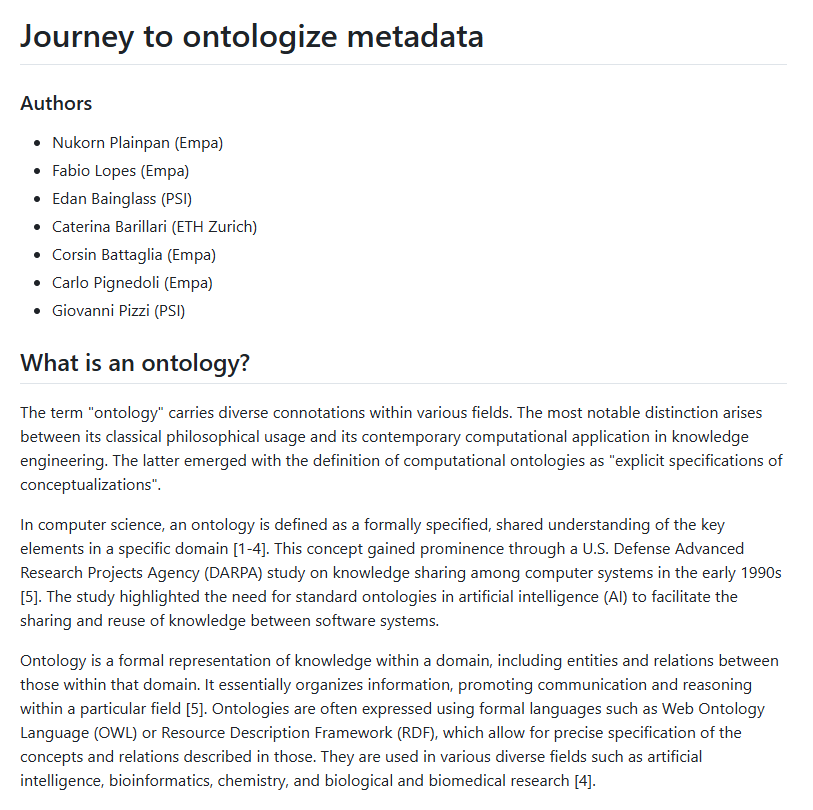 Journey to ontologize metadata
Authors
Nukorn Plainpan (Empa)
Fabio Lopes (Empa)
Edan Bainglass (PSI)
Caterina Barillari (ETH Zurich)
Corsin Battaglia (Empa)
Carlo Pignedoli (Empa)
Giovanni Pizzi (PSI)
What is an ontology?
The term "ontology" carries diverse connotations within various fields. The most notable distinction arises
between its classical philosophical usage and its contemporary computational application in knowledge
engineering. The latter emerged with the definition of computational ontologies as "explicit specifications of
conceptualizations".
In computer science, an ontology is defined as a formally specified, shared understanding of the key
elements in a specific domain [1-4]. This concept gained prominence through a U.S. Defense Advanced
Research Projects Agency (DARPA) study on knowledge sharing among computer systems in the early 1990s
[5]. The study highlighted the need for standard ontologies in artificial intelligence (AI) to facilitate the
sharing and reuse of knowledge between software systems.
Ontology is a formal representation of knowledge within a domain, including entities and relations between
those within that domain. It essentially organizes information, promoting communication and reasoning
within a particular field [5]. Ontologies are often expressed using formal languages such as Web Ontology
Language (OWL) or Resource Description Framework (RDF), which allow for precise specification of the
concepts and relations described in those. They are used in various diverse fields such as artificial
intelligence, bioinformatics, chemistry, and biological and biomedical research [4].